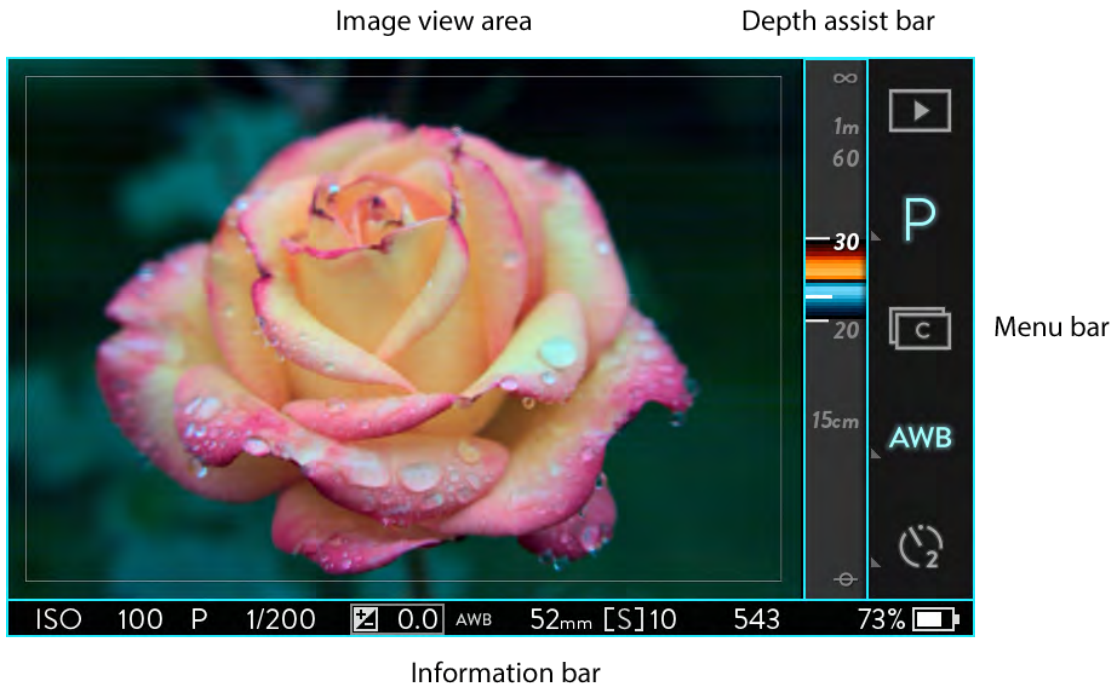 Image view area
Depth assist bar
∞
1m
60
30
20
15cm
P
C
AWB
2
Menu bar
ISO 100 P 1/200 0.0 AWB 52mm [S]10 543 73%
Information bar